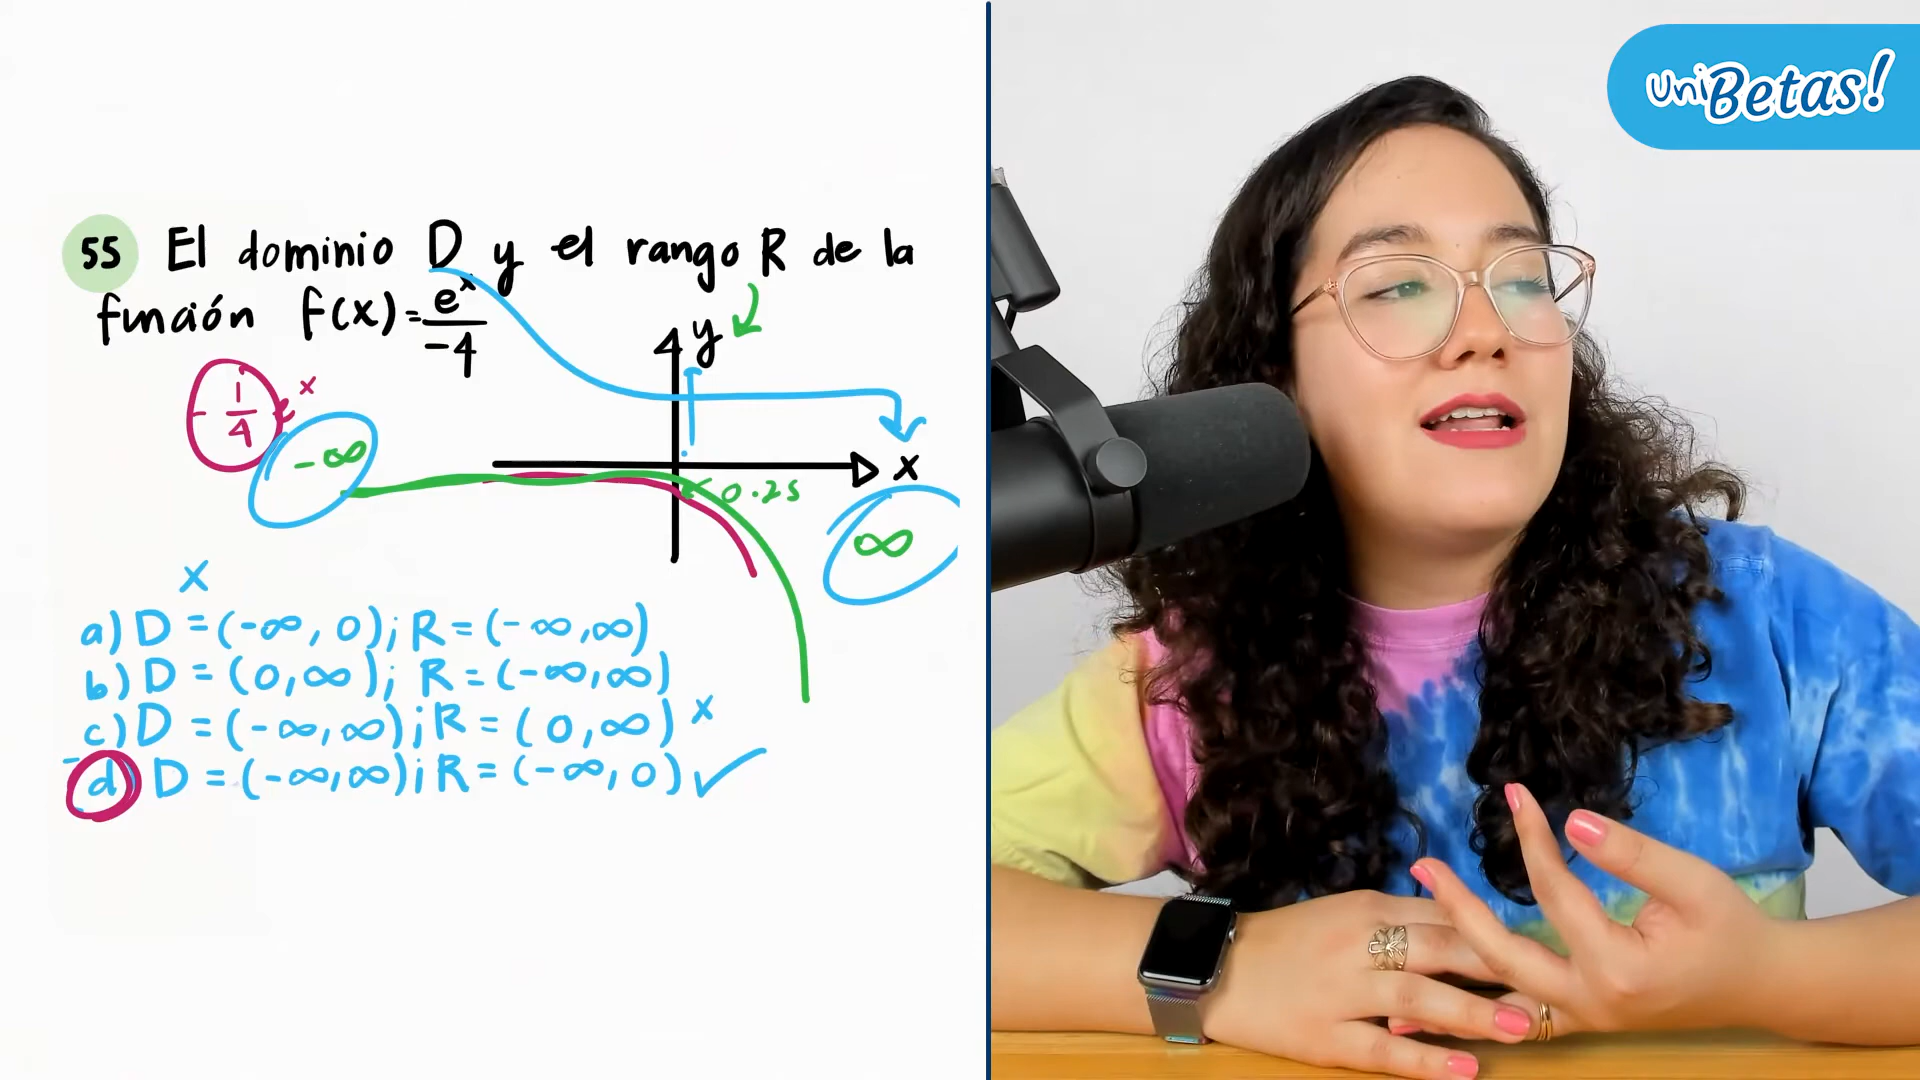 UniBetas!
55 El dominio D y el rango R de la
función f(x)=e^x/-4
-1/4 e^x
-∞
y
x
0.25
∞
x
a) D = (-∞, 0); R = (-∞,∞)
b) D = (0,∞); R = (-∞,∞)
c) D = (-∞,∞); R = (0,∞) x
d) D = (-∞,∞); R = (-∞,0) ✓